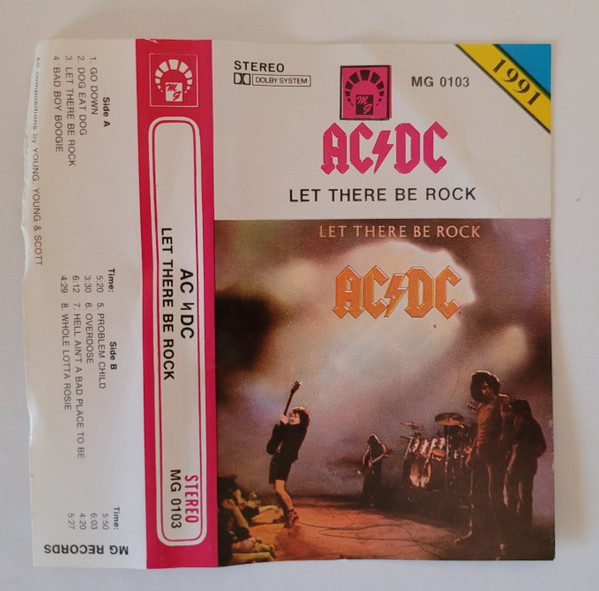 STEREO
DOLBY SYSTEM
MG
MG 0103
1991
AC⚡DC
LET THERE BE ROCK
LET THERE BE ROCK
AC⚡DC
MG
AC ИDC
LET THERE BE ROCK
STEREO
MG 0103
Side A
Time:
1. GO DOWN 5:20
2. DOG EAT DOG 3:30
3. LET THERE BE ROCK 6:12
4. BAD BOY BOOGIE 4:29
Side B
Time:
5. PROBLEM CHILD 5:50
6. OVERDOSE 6:03
7. HELL AIN'T A BAD PLACE TO BE 4:20
8. WHOLE LOTTA ROSIE 5:27
All compositions by YOUNG, YOUNG & SCOTT.
MG RECORDS